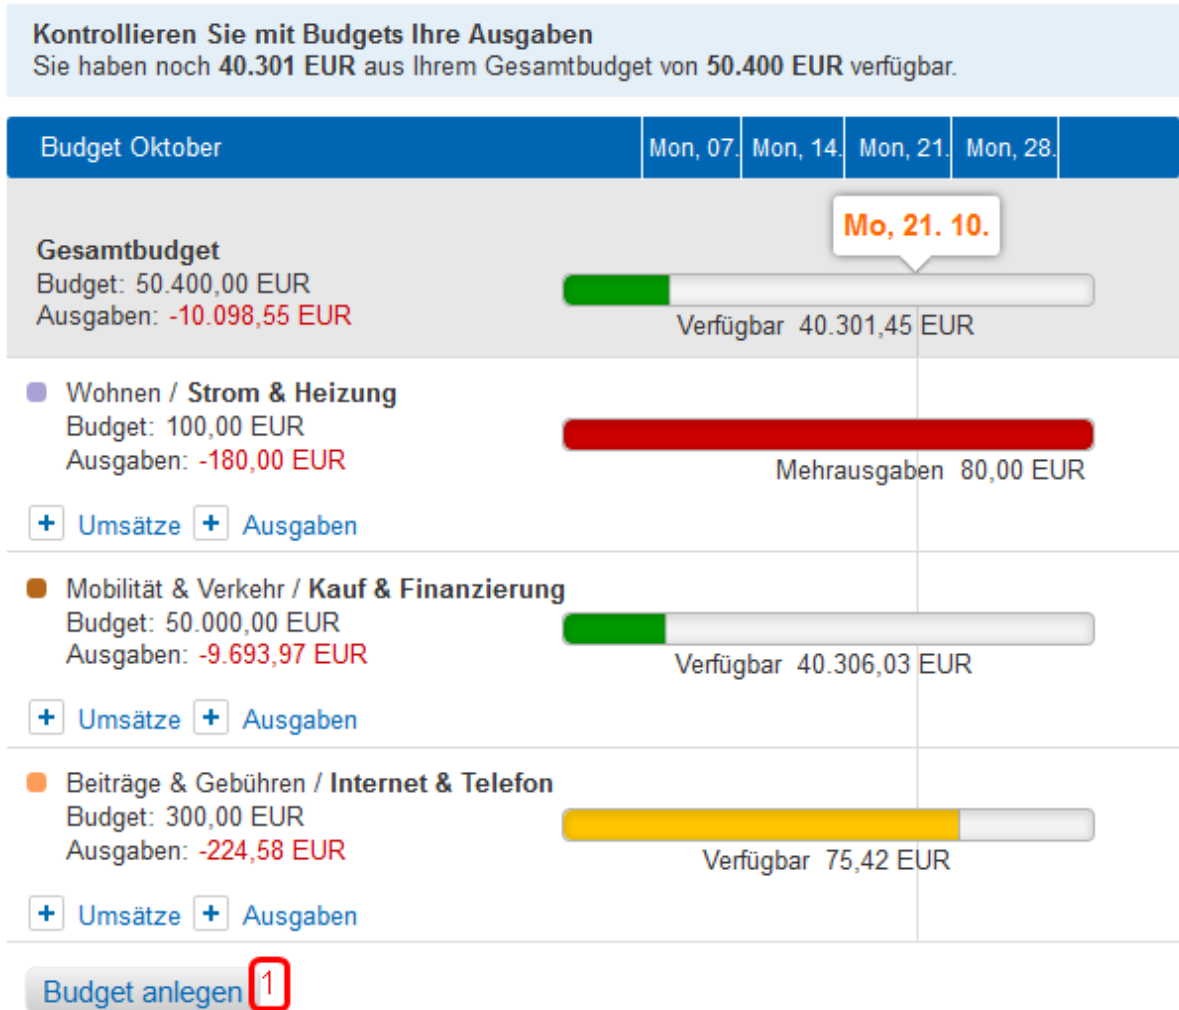 Kontrollieren Sie mit Budgets Ihre Ausgaben
Sie haben noch 40.301 EUR aus Ihrem Gesamtbudget von 50.400 EUR verfügbar.
Budget Oktober Mon, 07. Mon, 14. Mon, 21. Mon, 28.
Mo, 21. 10.
Gesamtbudget
Budget: 50.400,00 EUR
Ausgaben: -10.098,55 EUR
Verfügbar 40.301,45 EUR
Wohnen / Strom & Heizung
Budget: 100,00 EUR
Ausgaben: -180,00 EUR
Mehrausgaben 80,00 EUR
+ Umsätze + Ausgaben
Mobilität & Verkehr / Kauf & Finanzierung
Budget: 50.000,00 EUR
Ausgaben: -9.693,97 EUR
Verfügbar 40.306,03 EUR
+ Umsätze + Ausgaben
Beiträge & Gebühren / Internet & Telefon
Budget: 300,00 EUR
Ausgaben: -224,58 EUR
Verfügbar 75,42 EUR
+ Umsätze + Ausgaben
Budget anlegen 1